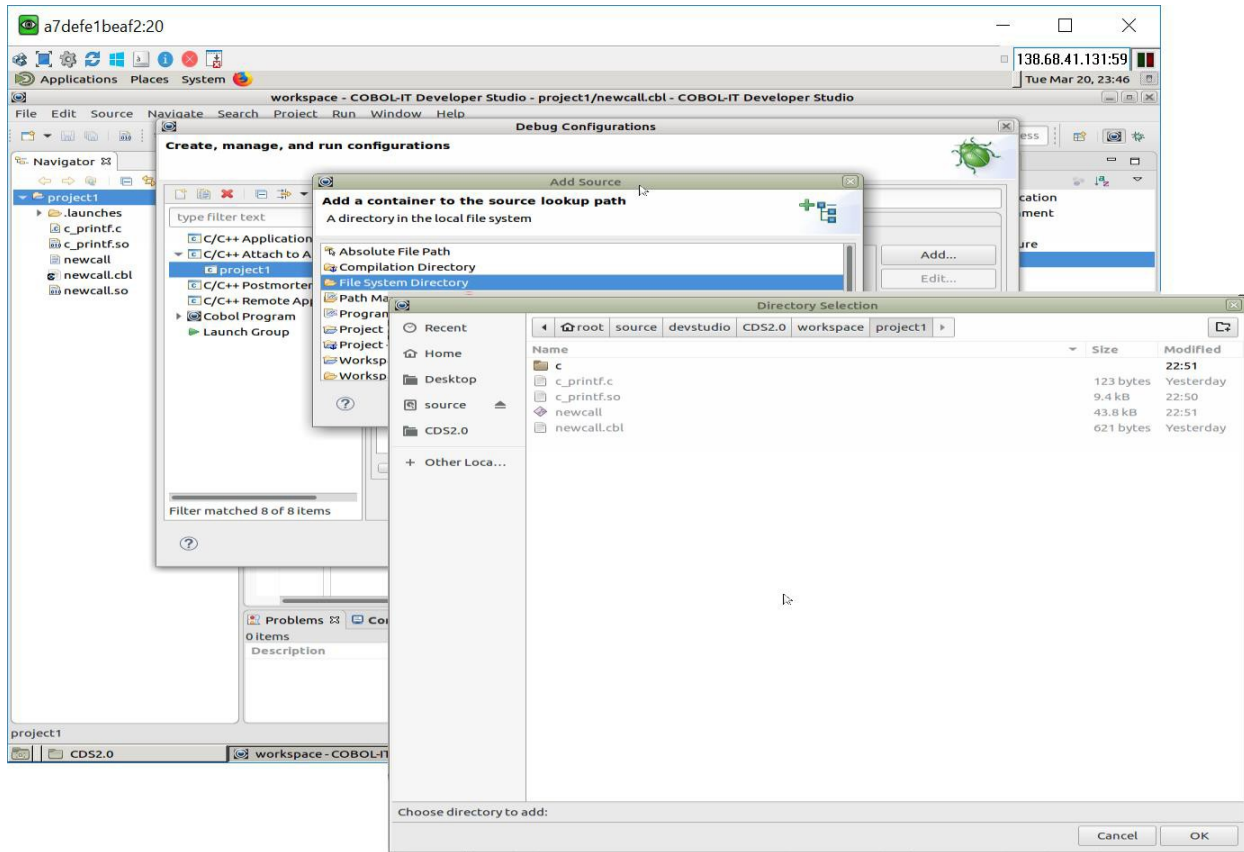 a7defe1beaf2:20
138.68.41.131:59
Applications Places System
Tue Mar 20, 23:46
workspace - COBOL-IT Developer Studio - project1/newcall.cbl - COBOL-IT Developer Studio
File Edit Source Navigate Search Project Run Window Help
Debug Configurations
Create, manage, and run configurations
ess
Navigator
project1
.launches
c_printf.c
c_printf.so
newcall
newcall.cbl
newcall.so
type filter text
C/C++ Application
C/C++ Attach to A
project1
C/C++ Postmorter
C/C++ Remote App
Cobol Program
Launch Group
Filter matched 8 of 8 items
Add Source
Add a container to the source lookup path
A directory in the local file system
Absolute File Path
Compilation Directory
File System Directory
Path Ma
Program
Project
Project
Worksp
Worksp
Add...
Edit...
cation
ment
ure
Directory Selection
Recent
Home
Desktop
source
CDS2.0
+ Other Loca...
root source devstudio CDS2.0 workspace project1
Name Size Modified
c 22:51
c_printf.c 123 bytes Yesterday
c_printf.so 9.4 kB 22:50
newcall 43.8 kB 22:51
newcall.cbl 621 bytes Yesterday
Choose directory to add:
Cancel OK
Problems Co
0 items
Description
project1
CDS2.0
workspace - COBOL-IT